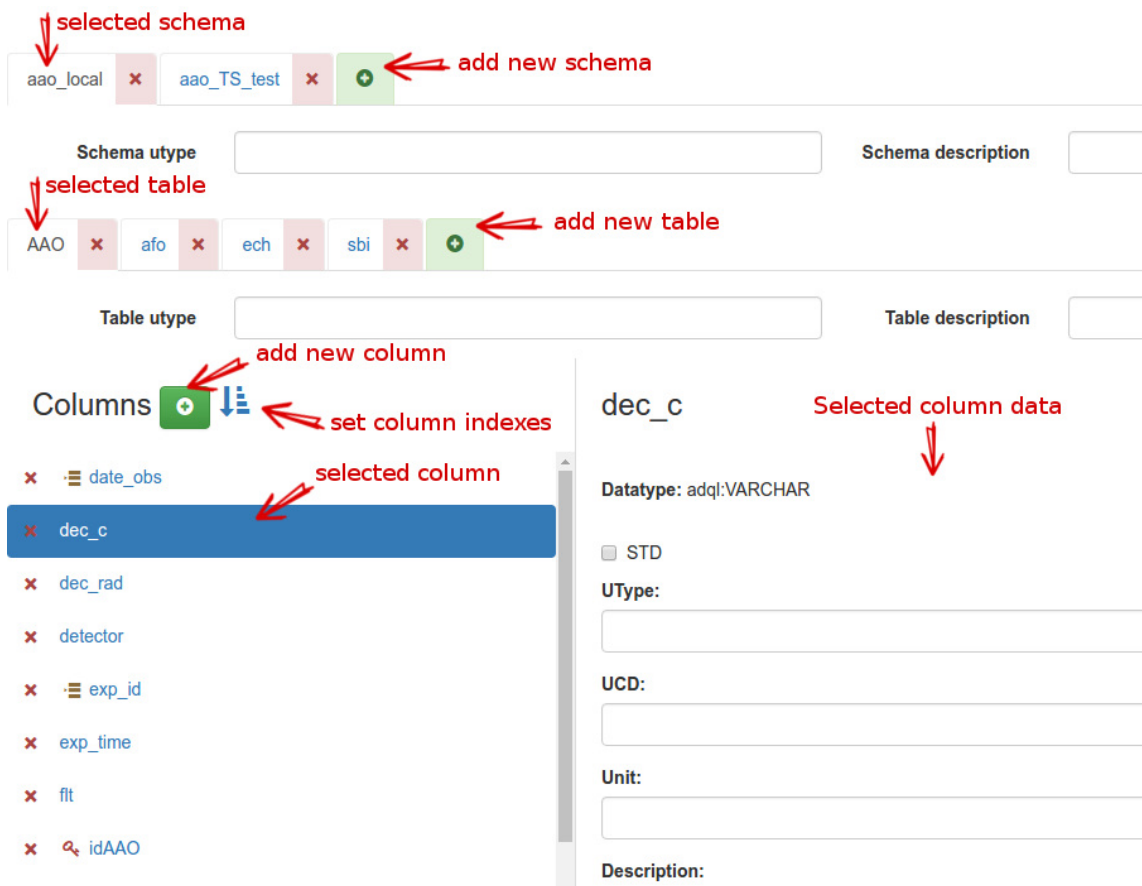 selected schema
aao_local
aao_TS_test
add new schema
Schema utype
Schema description
selected table
AAO
afo
ech
sbi
add new table
Table utype
Table description
add new column
Columns
set column indexes
selected column
date_obs
dec_c
dec_rad
detector
exp_id
exp_time
flt
idAAO
dec_c
Selected column data
Datatype: adql:VARCHAR
STD
UType:
UCD:
Unit:
Description: